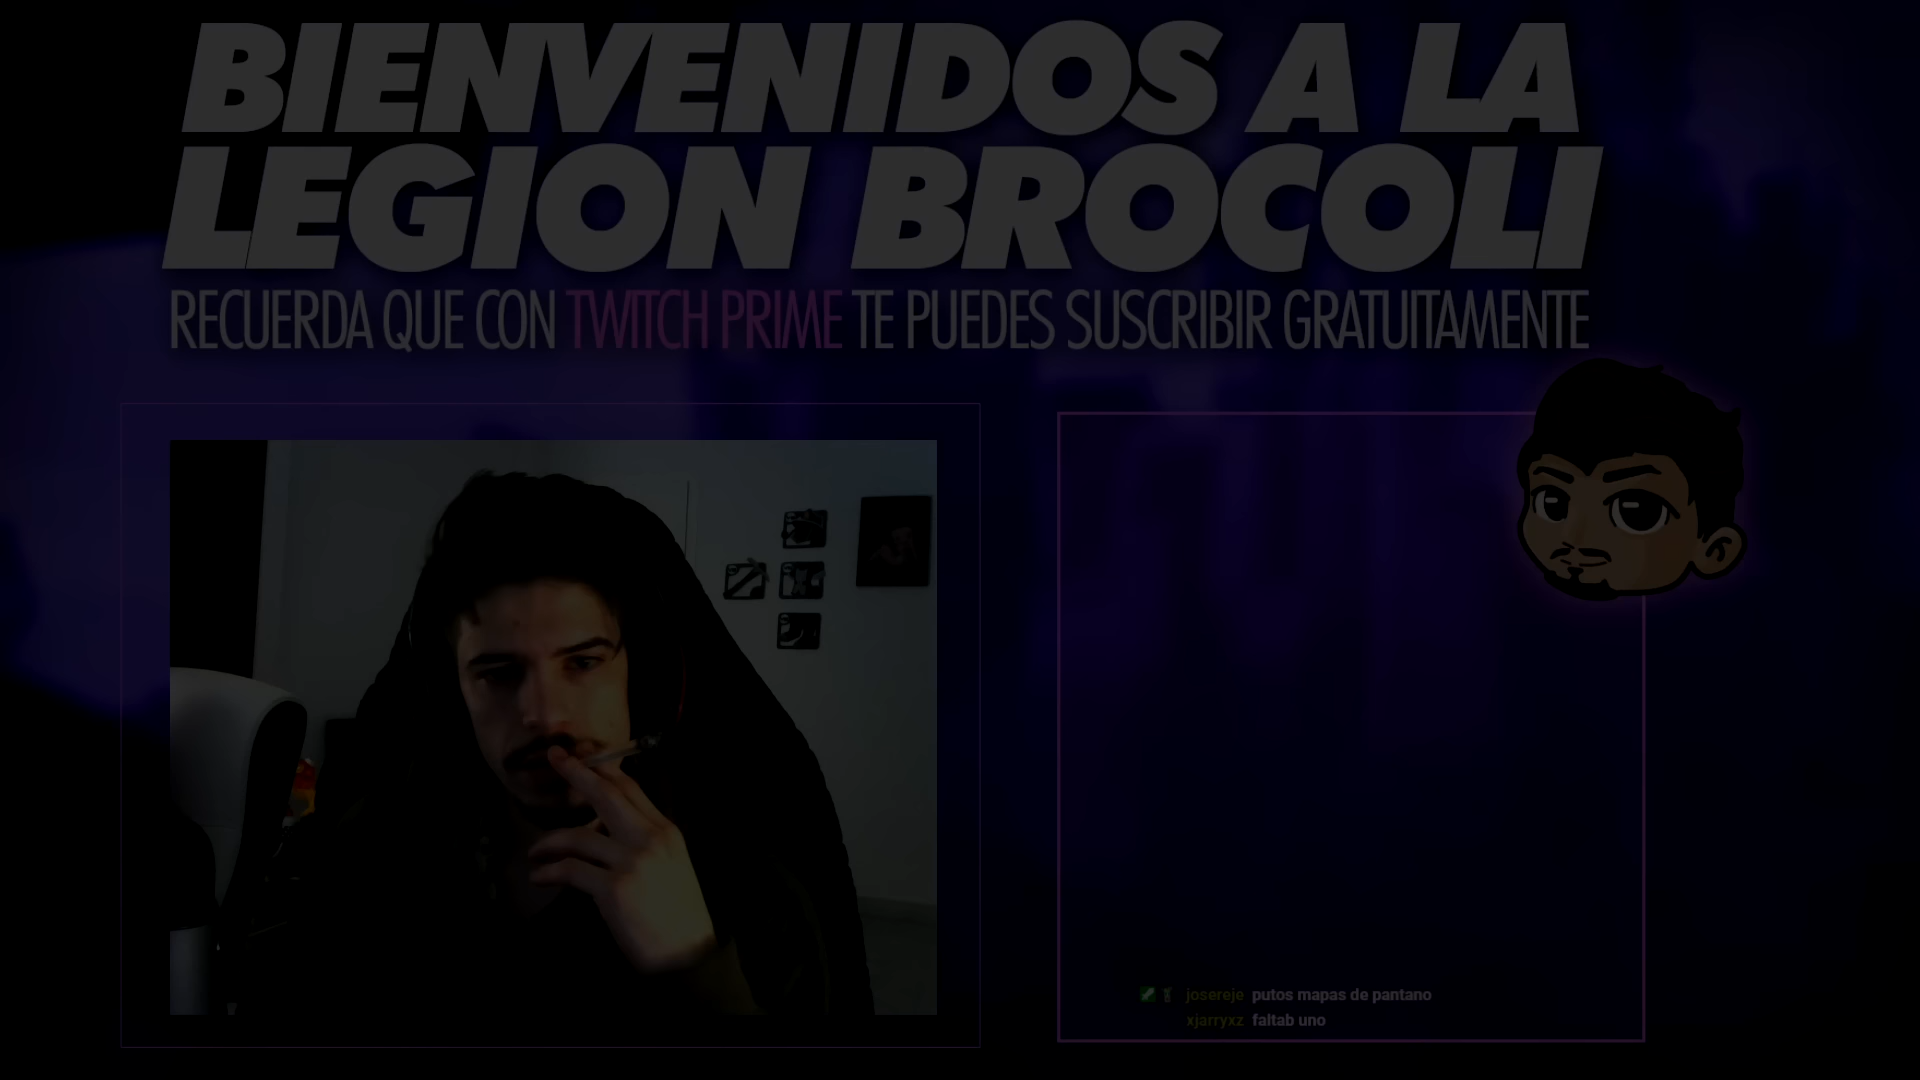 BIENVENIDOS A LA
LEGION BROCOLI
RECUERDA QUE CON TWITCH PRIME TE PUEDES SUSCRIBIR GRATUITAMENTE
josereje putos mapas de pantano
xjarryxz faltab uno